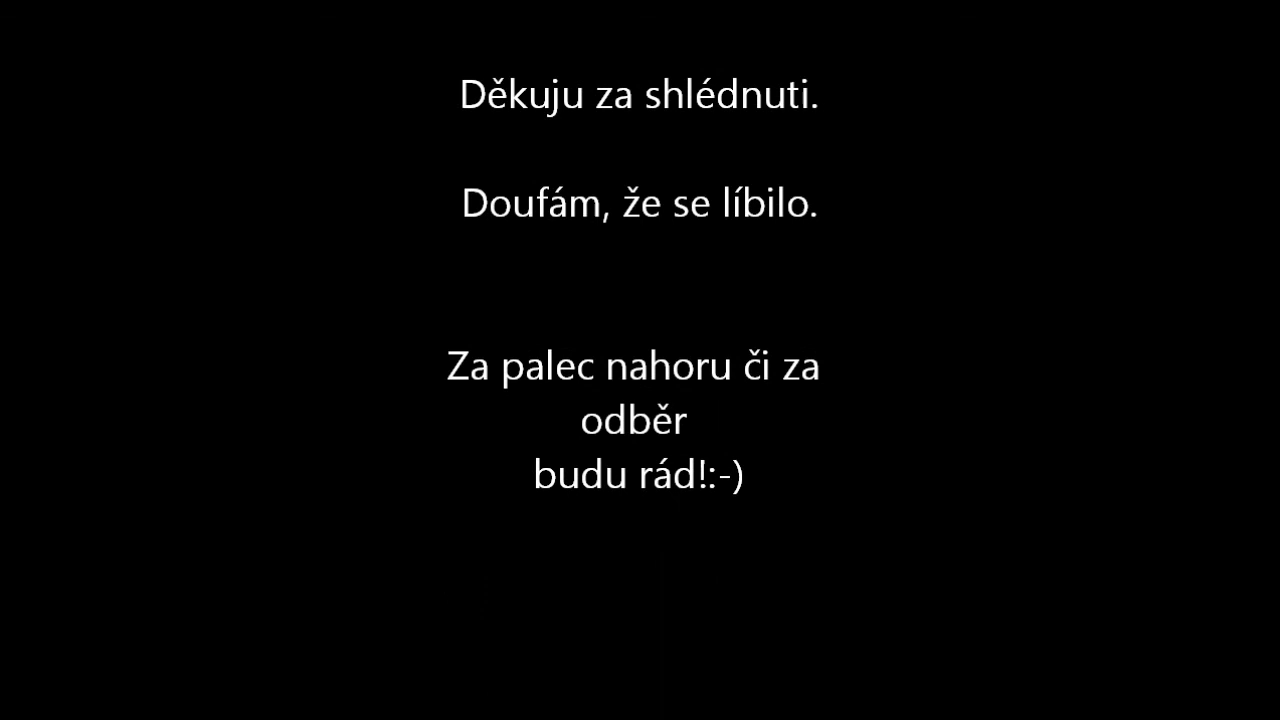 Děkuju za shlédnuti.
Doufám, že se líbilo.
Za palec nahoru či za
odběr
budu rád!:-)